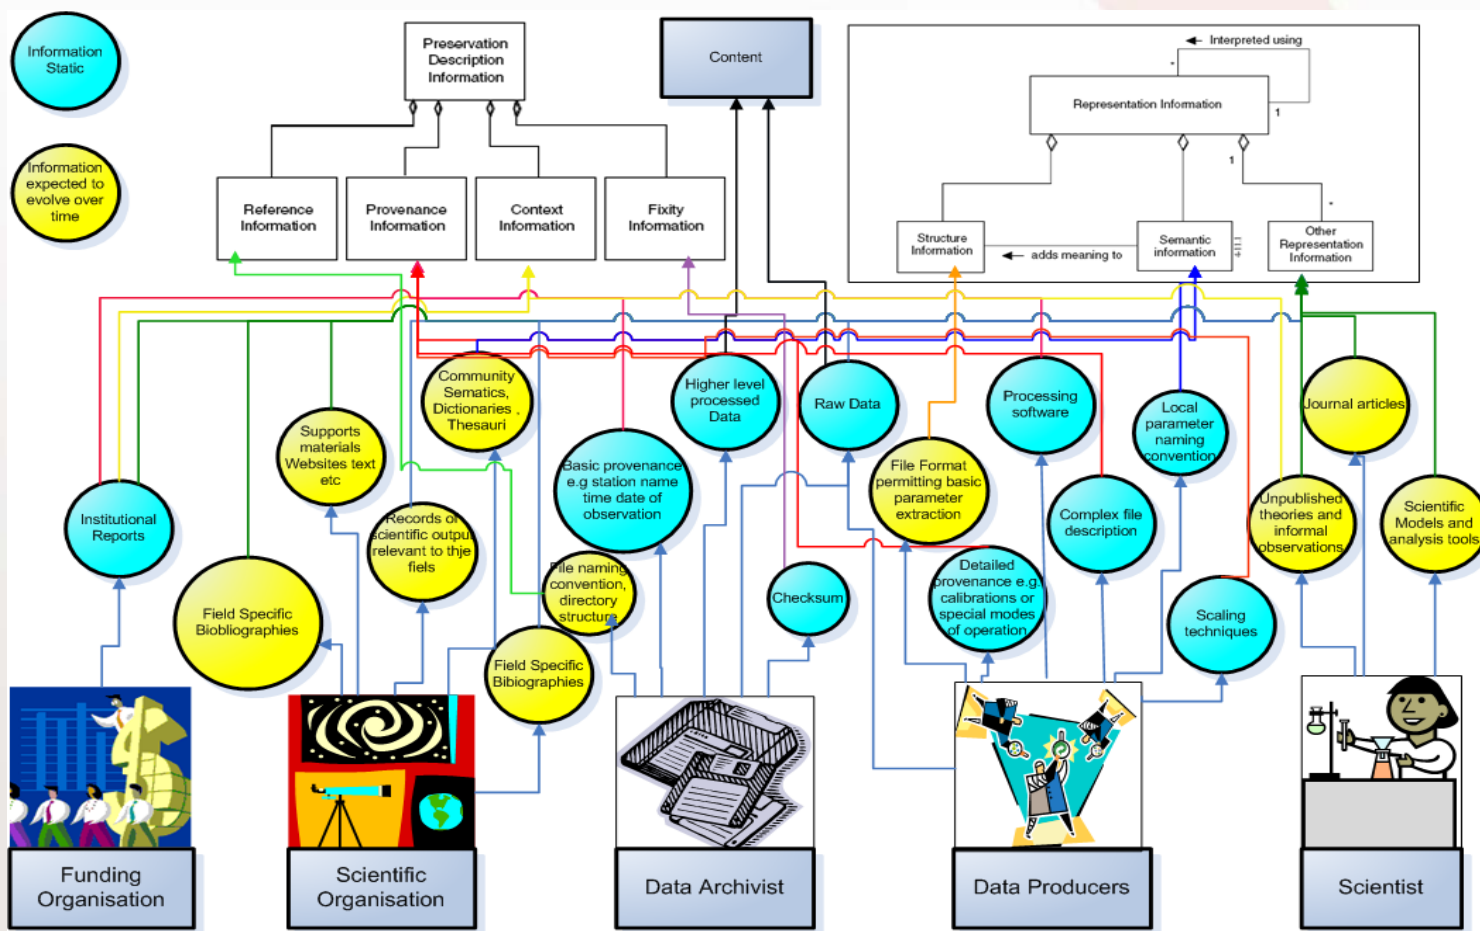 Information
Static
Information
expected to
evolve over
time
Preservation
Description
Information
Content
Interpreted using
*
Representation Information
1
1
*
Reference
Information
Provenance
Information
Context
Information
Fixity
Information
Structure
Information
adds meaning to
Semantic
information
Other
Representation
Information
Community
Sematics,
Dictionaries ,
Thesauri
Higher level
processed
Data
Raw Data
Processing
software
Local
parameter
naming
convention
Journal articles
Supports
materials
Websites text
etc
Basic provenance
e.g station name
time date of
observation
File Format
permitting basic
parameter
extraction
Institutional
Reports
Records of
scientific output
relevant to thje
fiels
Complex file
description
Unpublished
theories and
informal
observations
Scientific
Models and
analysis tools
Field Specific
Biobliographies
File naming
convention,
directory
structure
Checksum
Detailed
provenance e.g.
calibrations or
special modes
of operation
Scaling
techniques
Field Specific
Bibiographies
Funding
Organisation
Scientific
Organisation
Data Archivist
Data Producers
Scientist